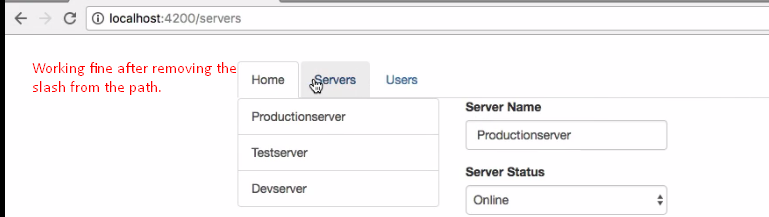 localhost:4200/servers
Working fine after removing the
slash from the path.
Home Servers Users
Productionserver
Testserver
Devserver
Server Name
Productionserver
Server Status
Online